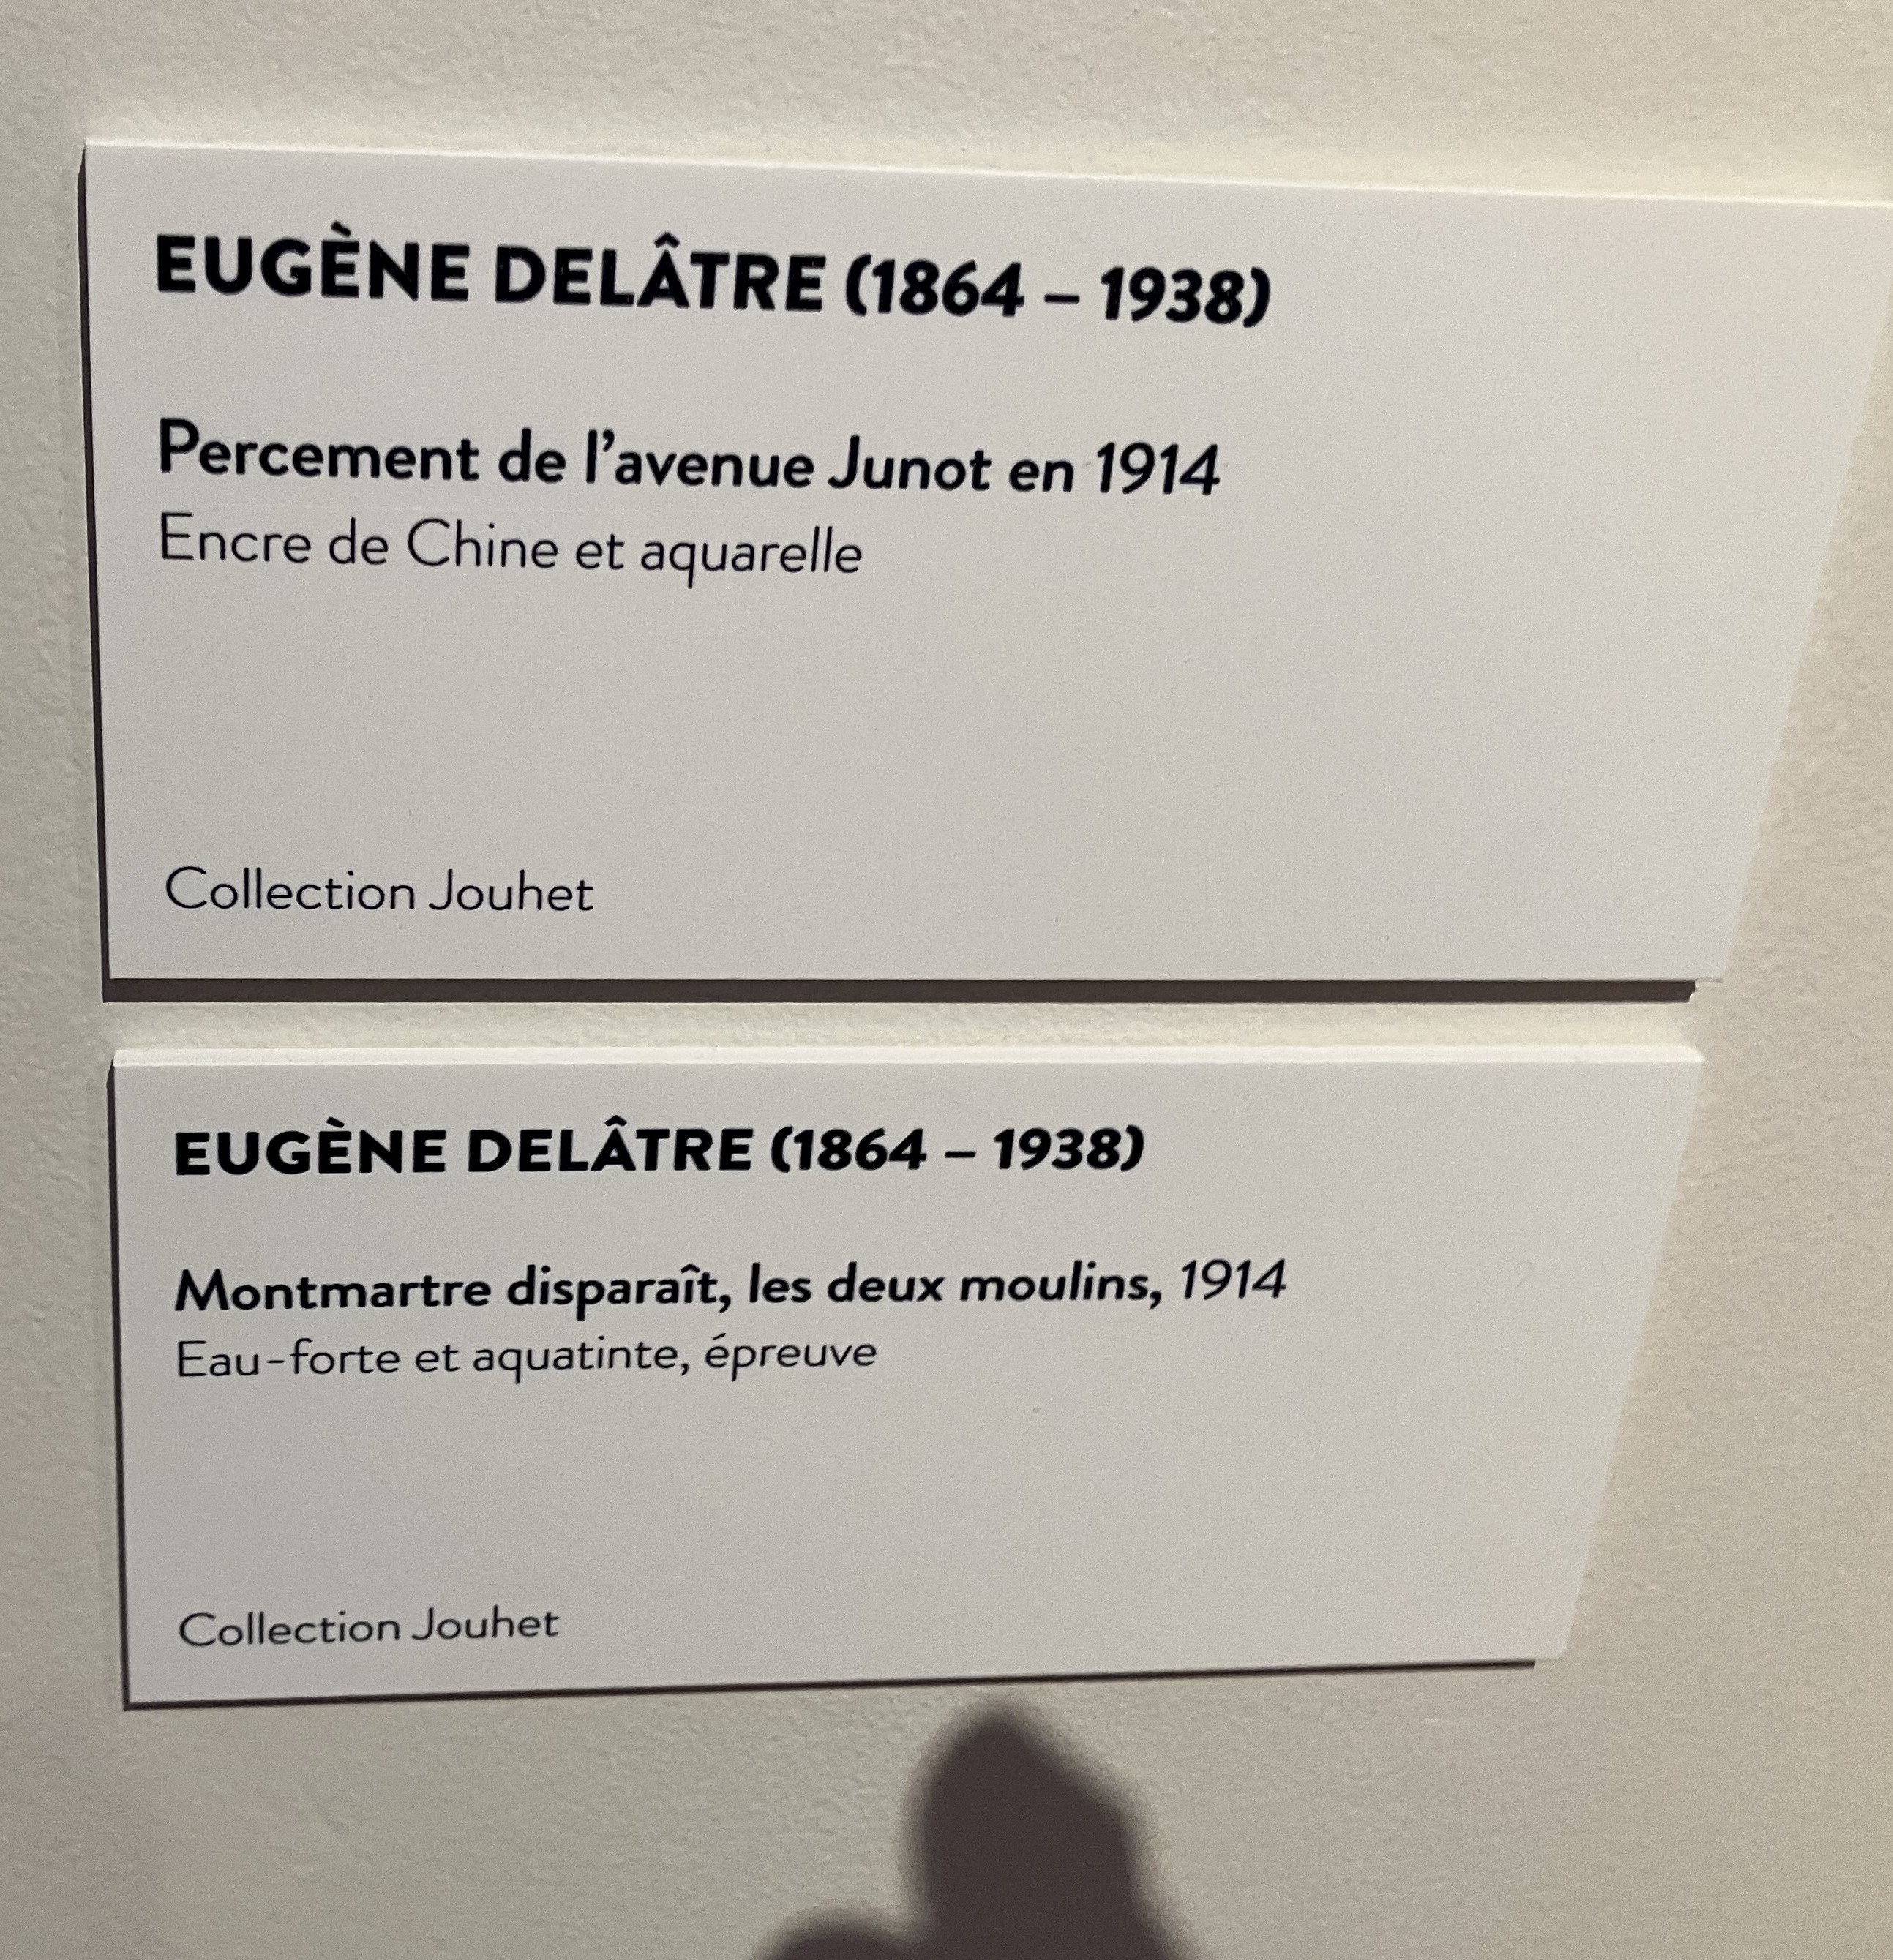 EUGÈNE DELÂTRE (1864 – 1938)
Percement de l’avenue Junot en 1914
Encre de Chine et aquarelle
Collection Jouhet
EUGÈNE DELÂTRE (1864 – 1938)
Montmartre disparaît, les deux moulins, 1914
Eau-forte et aquatinte, épreuve
Collection Jouhet